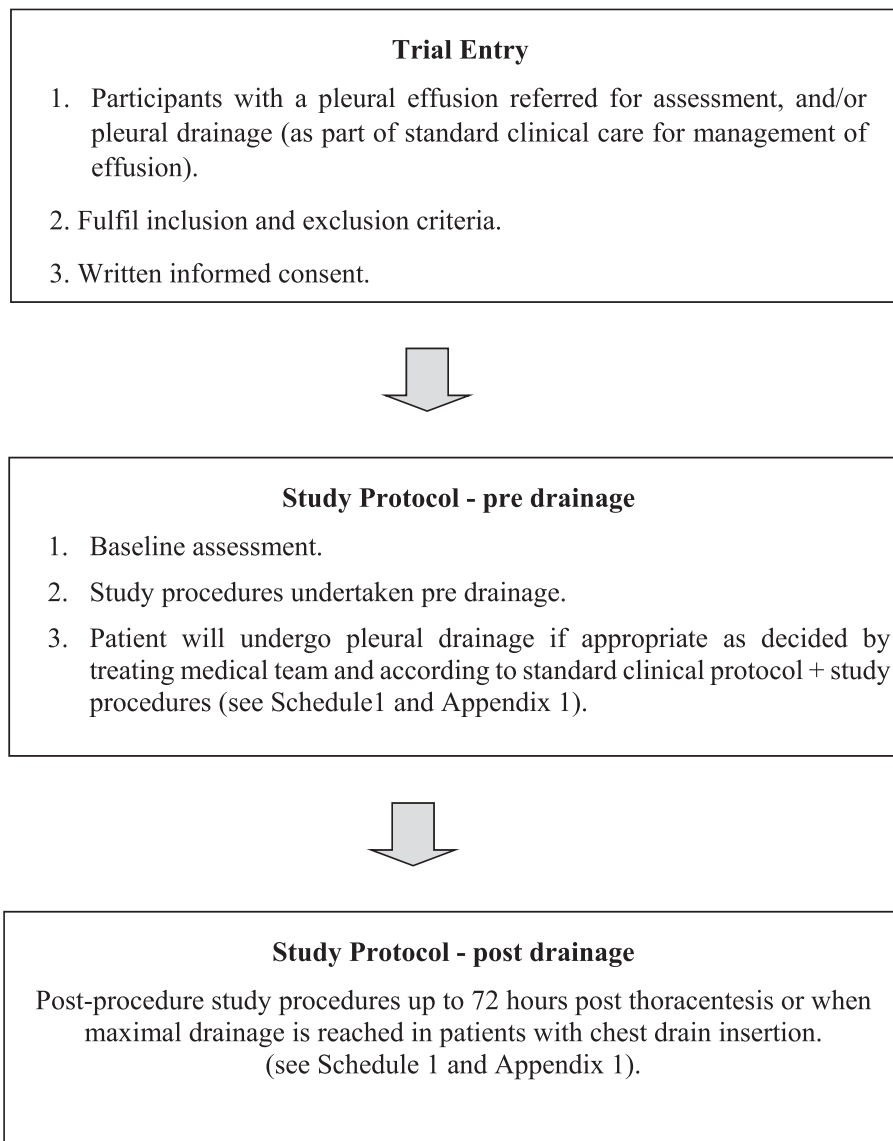 Trial Entry
1. Participants with a pleural effusion referred for assessment, and/or
pleural drainage (as part of standard clinical care for management of
effusion).
2. Fulfil inclusion and exclusion criteria.
3. Written informed consent.
Study Protocol - pre drainage
1. Baseline assessment.
2. Study procedures undertaken pre drainage.
3. Patient will undergo pleural drainage if appropriate as decided by
treating medical team and according to standard clinical protocol + study
procedures (see Schedule1 and Appendix 1).
Study Protocol - post drainage
Post-procedure study procedures up to 72 hours post thoracentesis or when
maximal drainage is reached in patients with chest drain insertion.
(see Schedule 1 and Appendix 1).